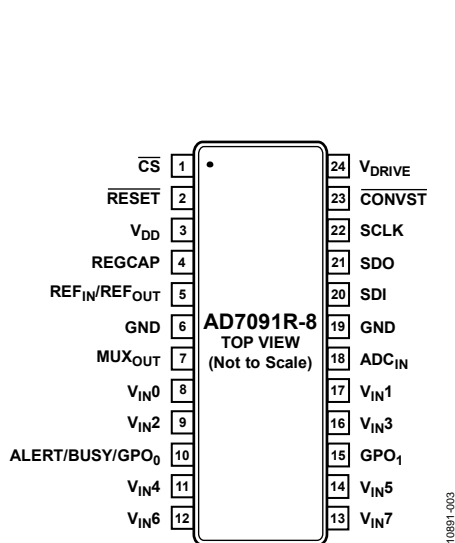 CS 1
RESET 2
VDD 3
REGCAP 4
REFIN/REFOUT 5
GND 6
MUXOUT 7
VIN0 8
VIN2 9
ALERT/BUSY/GPO0 10
VIN4 11
VIN6 12
AD7091R-8
TOP VIEW
(Not to Scale)
24 VDRIVE
23 CONVST
22 SCLK
21 SDO
20 SDI
19 GND
18 ADCIN
17 VIN1
16 VIN3
15 GPO1
14 VIN5
13 VIN7
10891-003